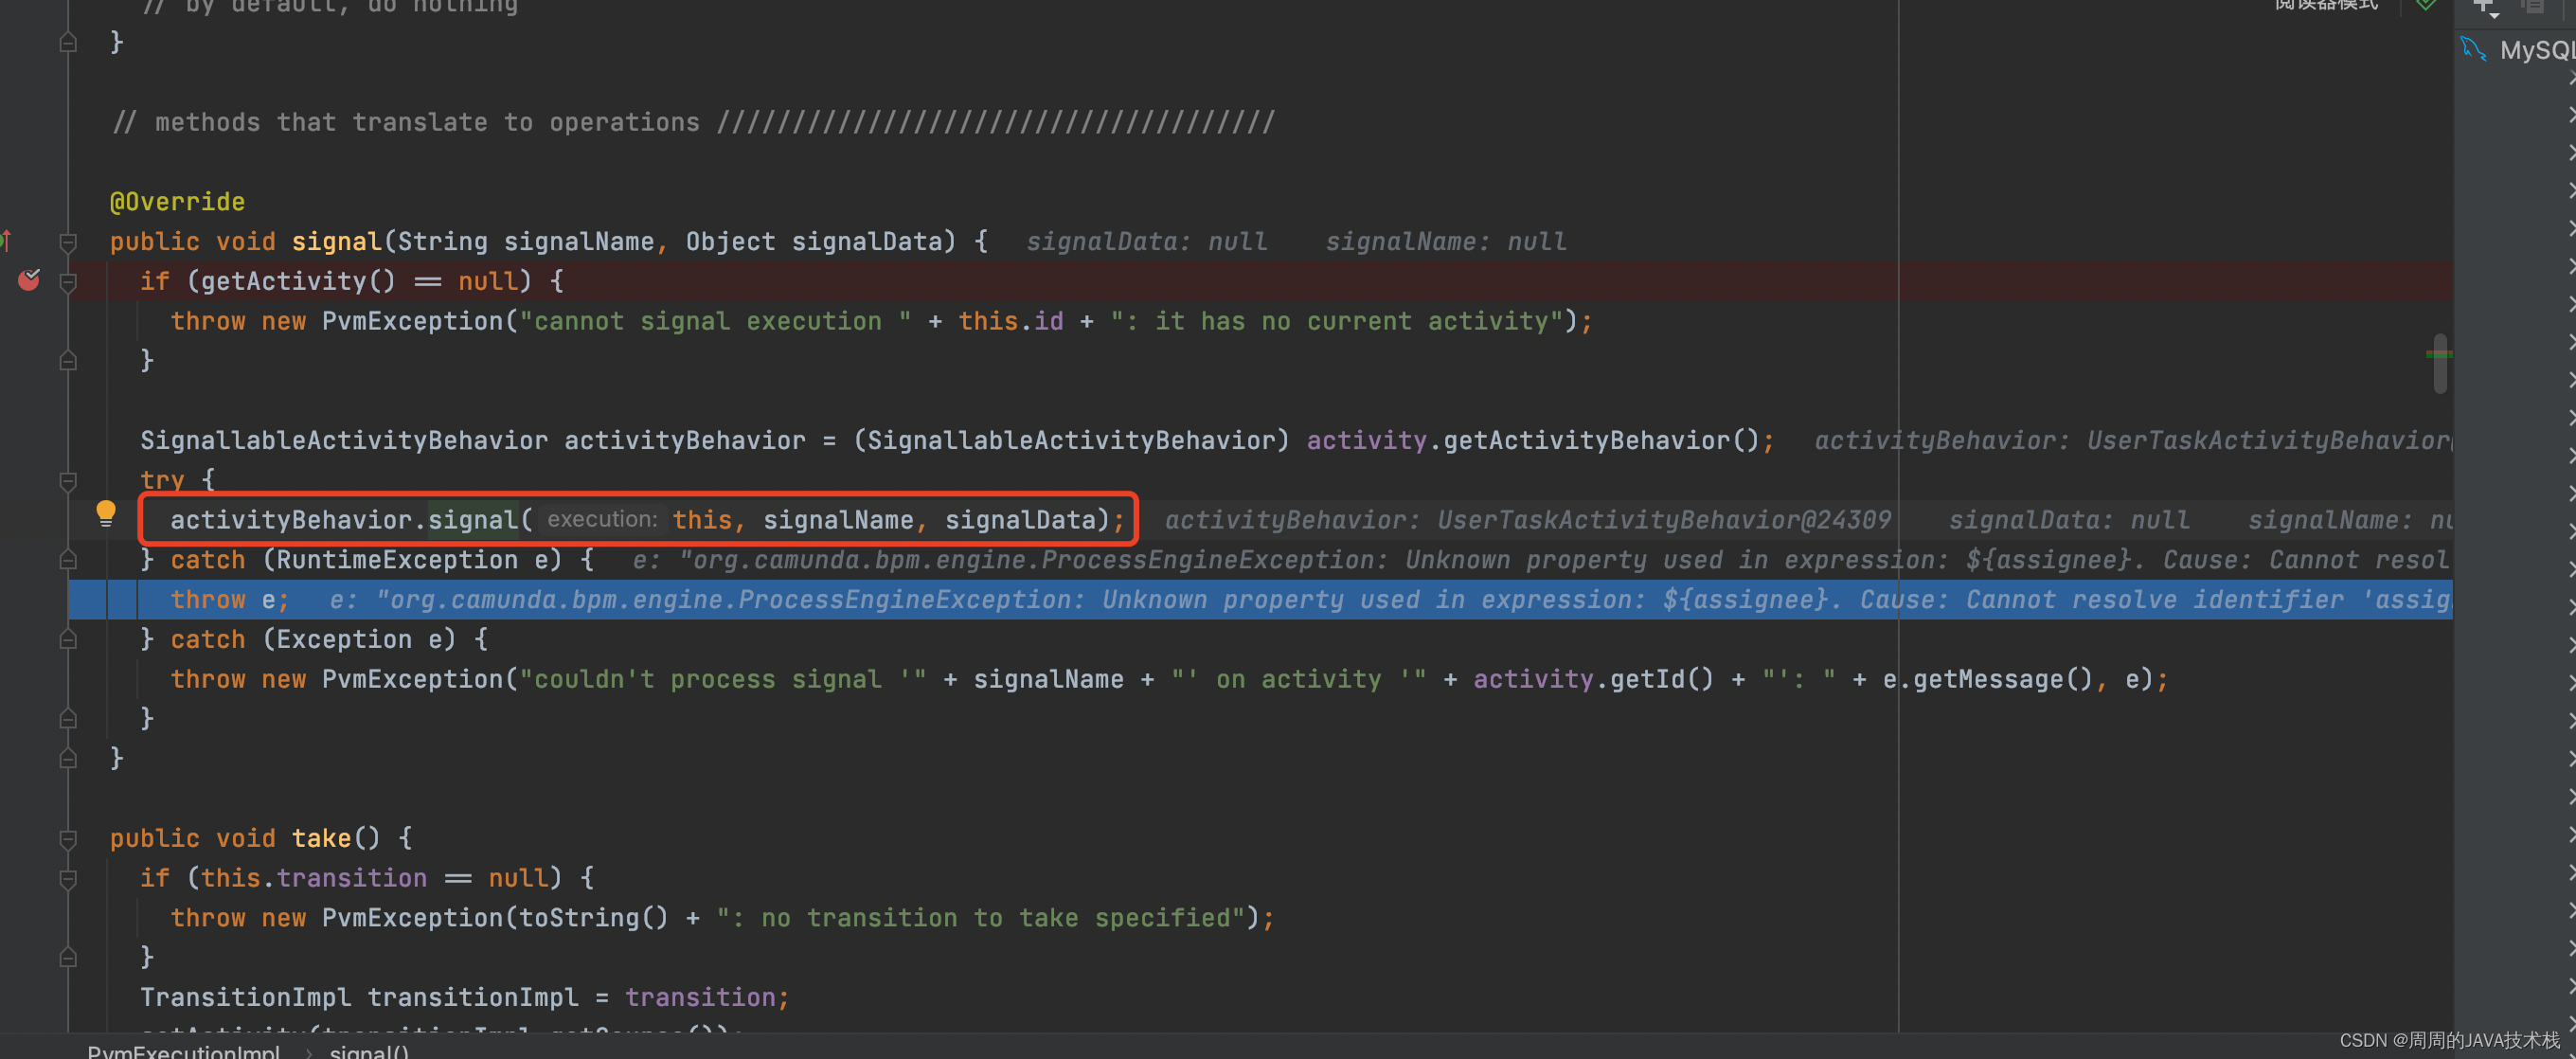 // by default, do nothing
阅读器模式
}
MySQL
// methods that translate to operations /////////////////////////////////////
@Override
public void signal(String signalName, Object signalData) { signalData: null signalName: null
if (getActivity() == null) {
throw new PvmException("cannot signal execution " + this.id + ": it has no current activity");
}
SignallableActivityBehavior activityBehavior = (SignallableActivityBehavior) activity.getActivityBehavior(); activityBehavior: UserTaskActivityBehavior
try {
activityBehavior.signal( execution: this, signalName, signalData); activityBehavior: UserTaskActivityBehavior@24309 signalData: null signalName: nu
} catch (RuntimeException e) { e: "org.camunda.bpm.engine.ProcessEngineException: Unknown property used in expression: ${assignee}. Cause: Cannot resol
throw e; e: "org.camunda.bpm.engine.ProcessEngineException: Unknown property used in expression: ${assignee}. Cause: Cannot resolve identifier 'assig
} catch (Exception e) {
throw new PvmException("couldn't process signal '" + signalName + "' on activity '" + activity.getId() + "': " + e.getMessage(), e);
}
}
public void take() {
if (this.transition == null) {
throw new PvmException(toString() + ": no transition to take specified");
}
TransitionImpl transitionImpl = transition;
PvmExecutionImpl > signal()
CSDN @周周的JAVA技术栈